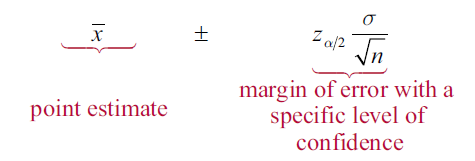 x̄ ± z_{α/2} σ/√n
point estimate
margin of error with a
specific level of
confidence